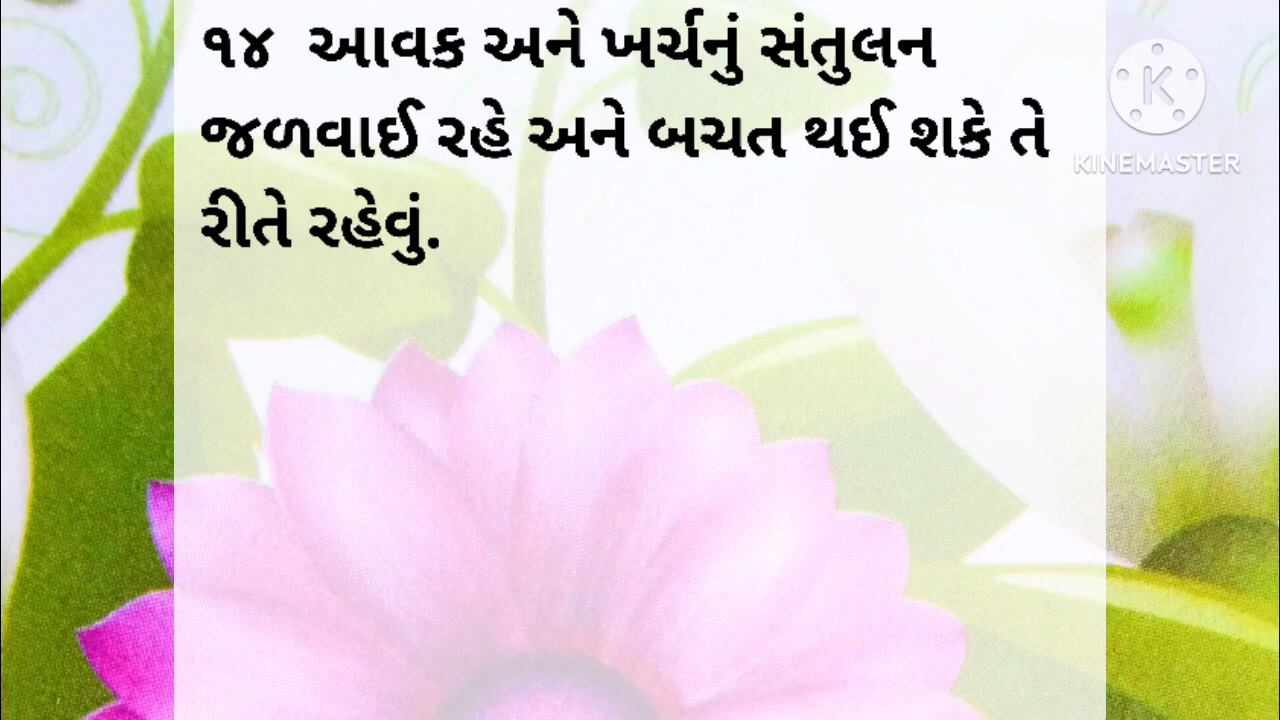 ૧૪ આવક અને ખર્ચનું સંતુલન
જળવાઈ રહે અને બચત થઈ શકે તે
રીતે રહેવું.
K
KINEMASTER